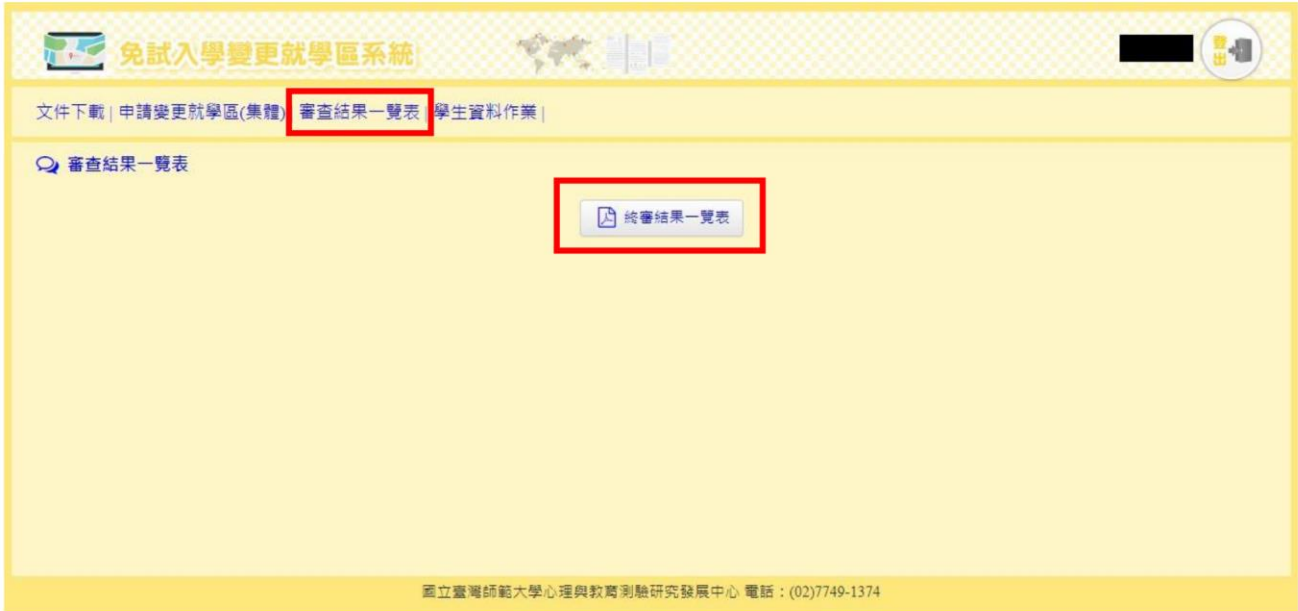 免試入學變更就學區系統
登出
文件下載 | 申請變更就學區(集體) | 審查結果一覽表 | 學生資料作業 |
審查結果一覽表
終審結果一覽表
國立臺灣師範大學心理與教育測驗研究發展中心 電話：(02)7749-1374